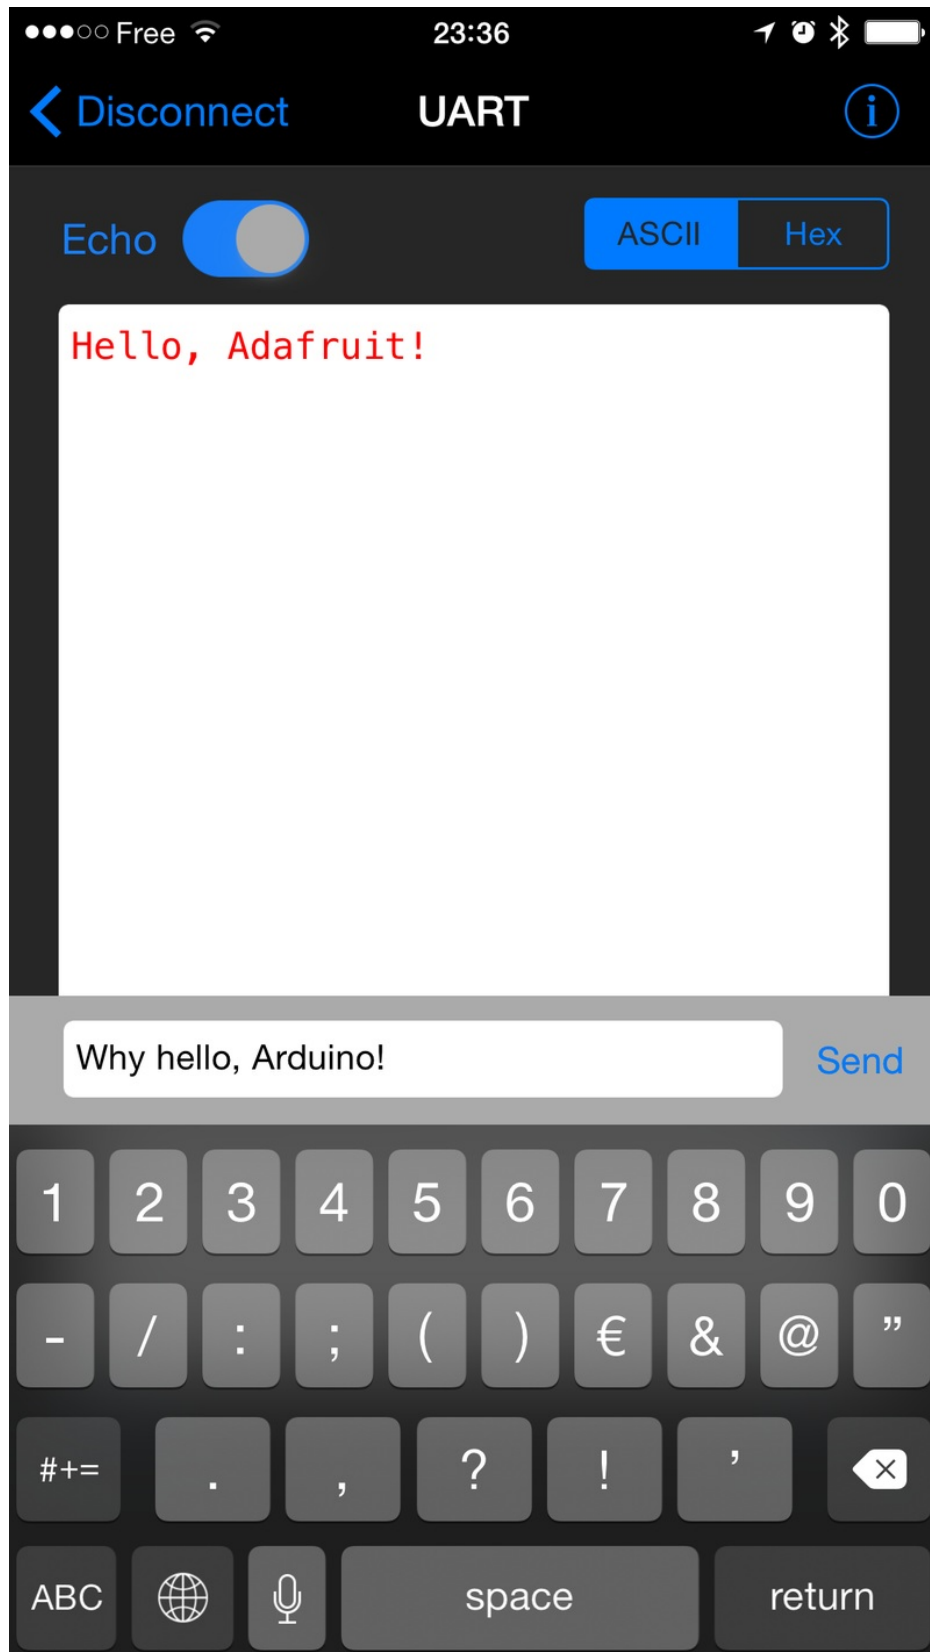 Free 23:36
Disconnect UART i
Echo ASCII Hex
Hello, Adafruit!
Why hello, Arduino! Send
1 2 3 4 5 6 7 8 9 0
- / : ; ( ) € & @ ”
#+= . , ? ! ’
ABC space return